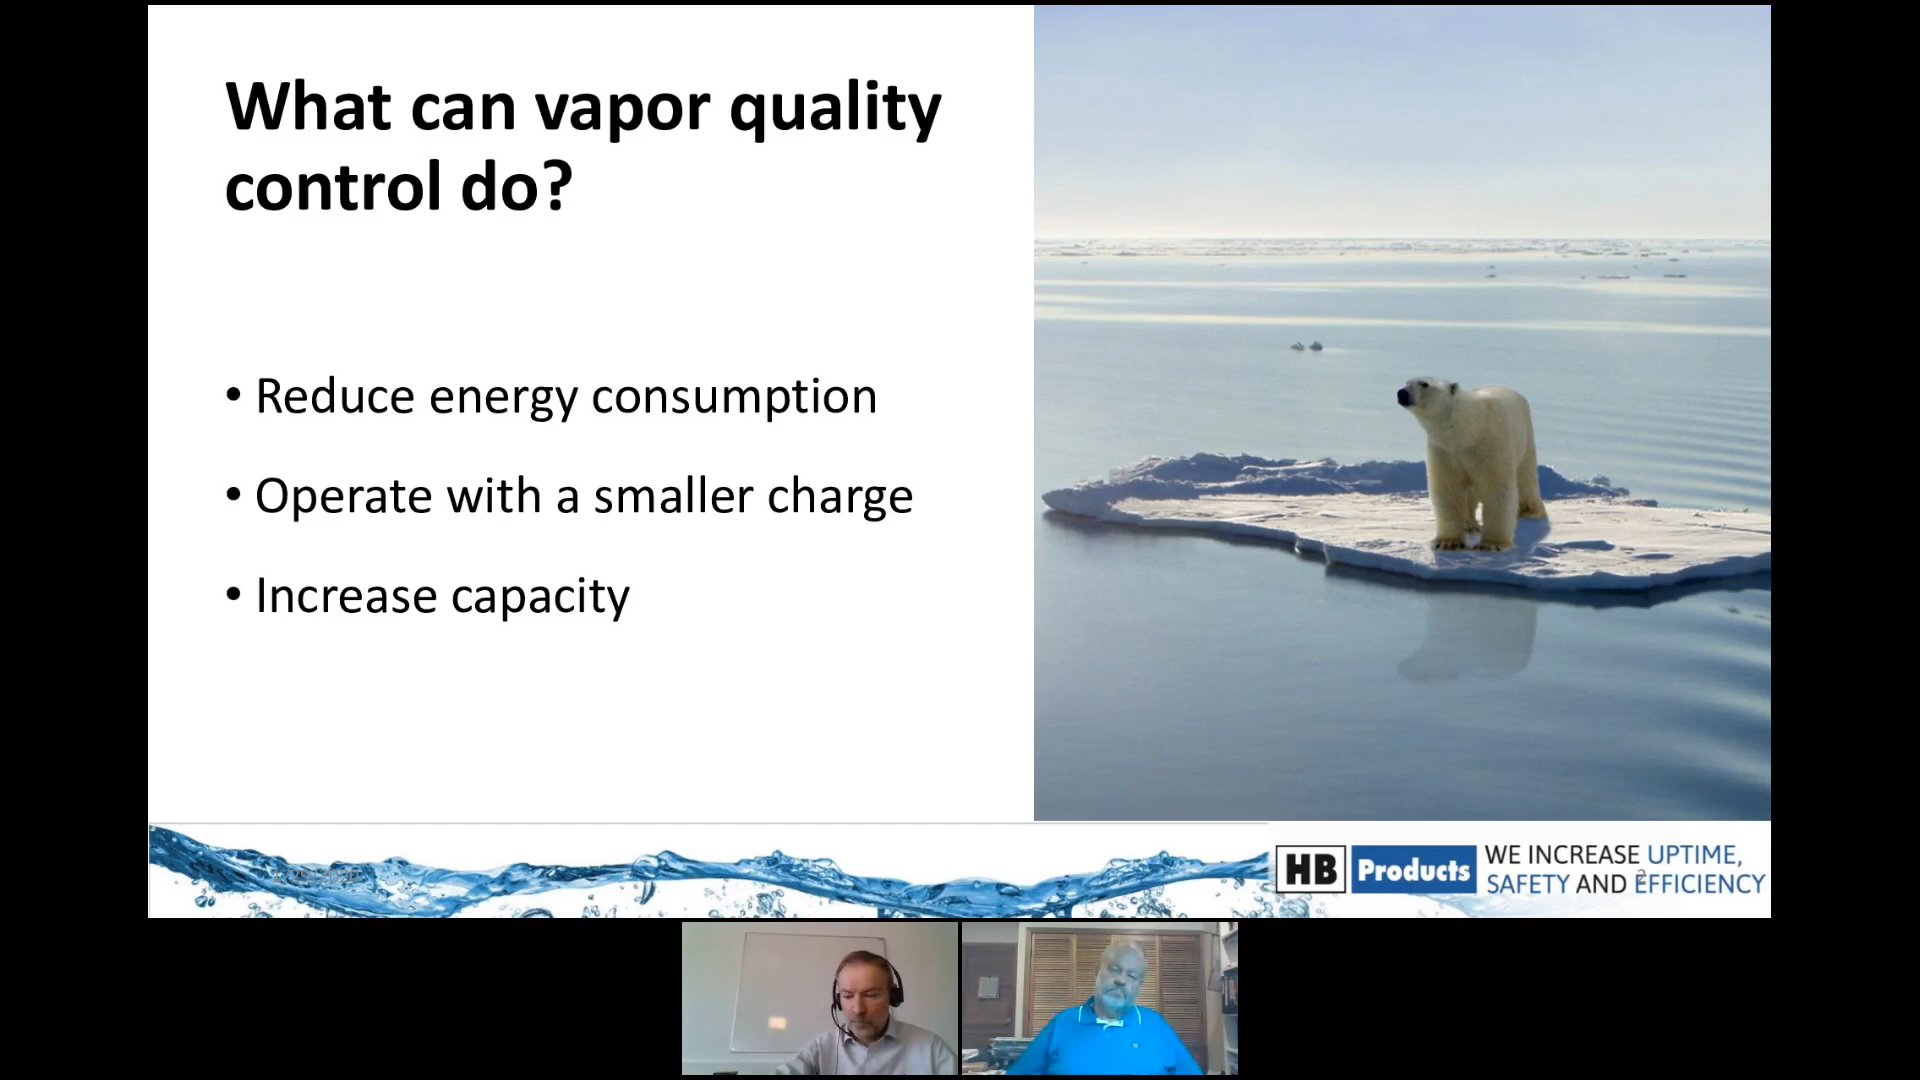 What can vapor quality
control do?
• Reduce energy consumption
• Operate with a smaller charge
• Increase capacity
HB Products
WE INCREASE UPTIME,
SAFETY AND EFFICIENCY
2